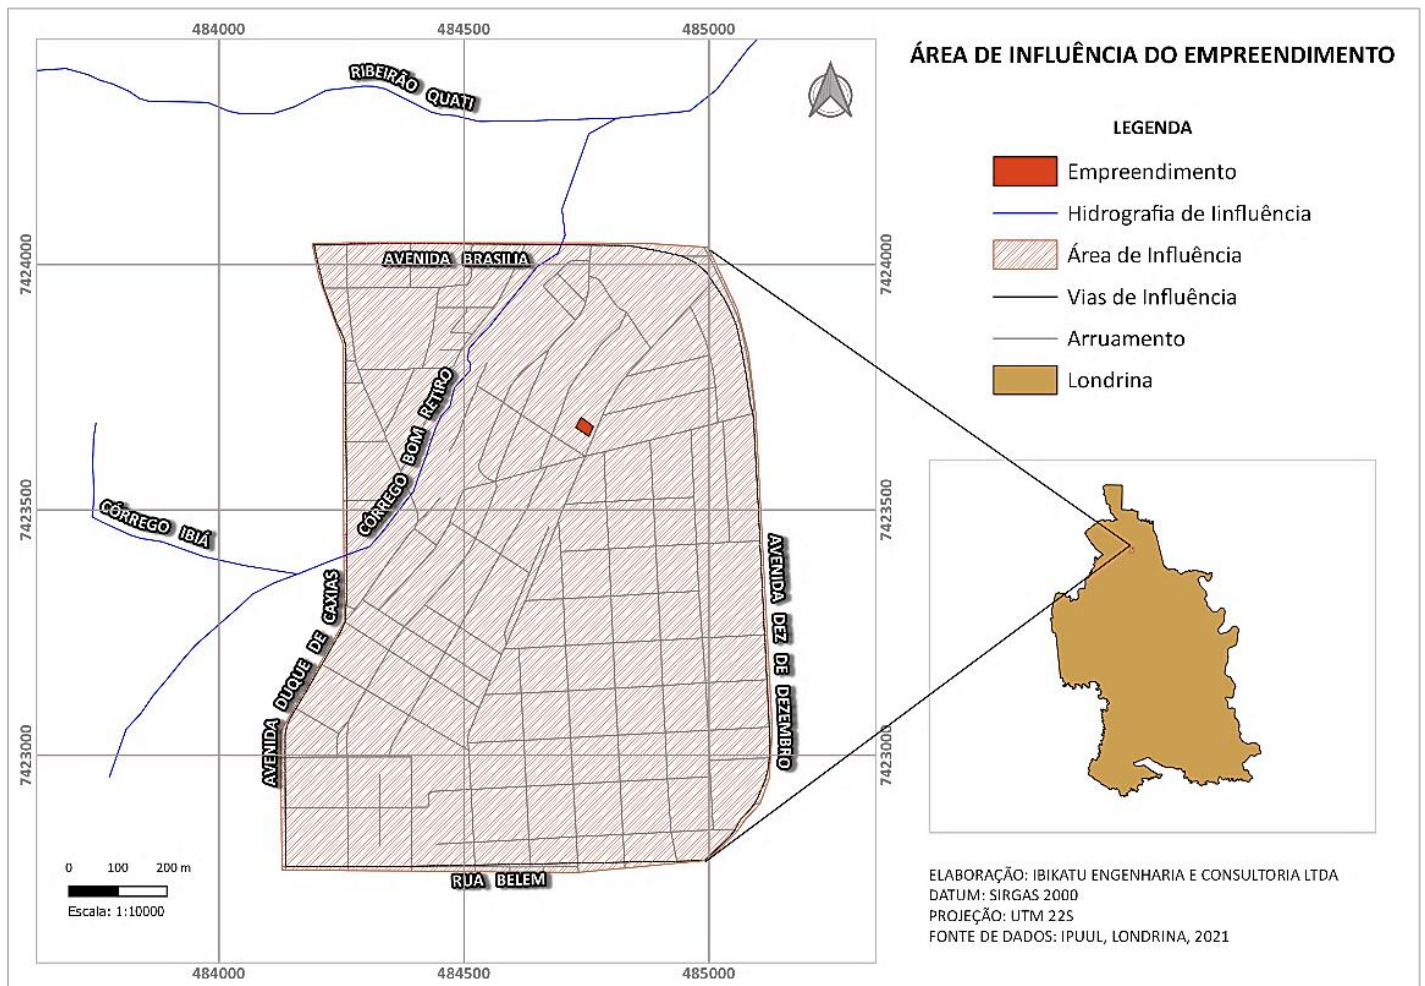 484000
484500
485000
ÁREA DE INFLUÊNCIA DO EMPREENDIMENTO
RIBEIRÃO QUATI
LEGENDA
Empreendimento
Hidrografia de Iinfluência
Área de Influência
Vias de Influência
Arruamento
Londrina
7424000
7424000
AVENIDA BRASILIA
CÓRREGO BOM RETIRO
7423500
7423500
CÓRREGO IBIÁ
AVENIDA DUQUE DE CAXIAS
AVENIDA DEZ DE DEZEMBRO
7423000
7423000
RUA BELEM
0 100 200 m
Escala: 1:10000
484000
484500
485000
ELABORAÇÃO: IBIKATU ENGENHARIA E CONSULTORIA LTDA
DATUM: SIRGAS 2000
PROJEÇÃO: UTM 22S
FONTE DE DADOS: IPUUL, LONDRINA, 2021